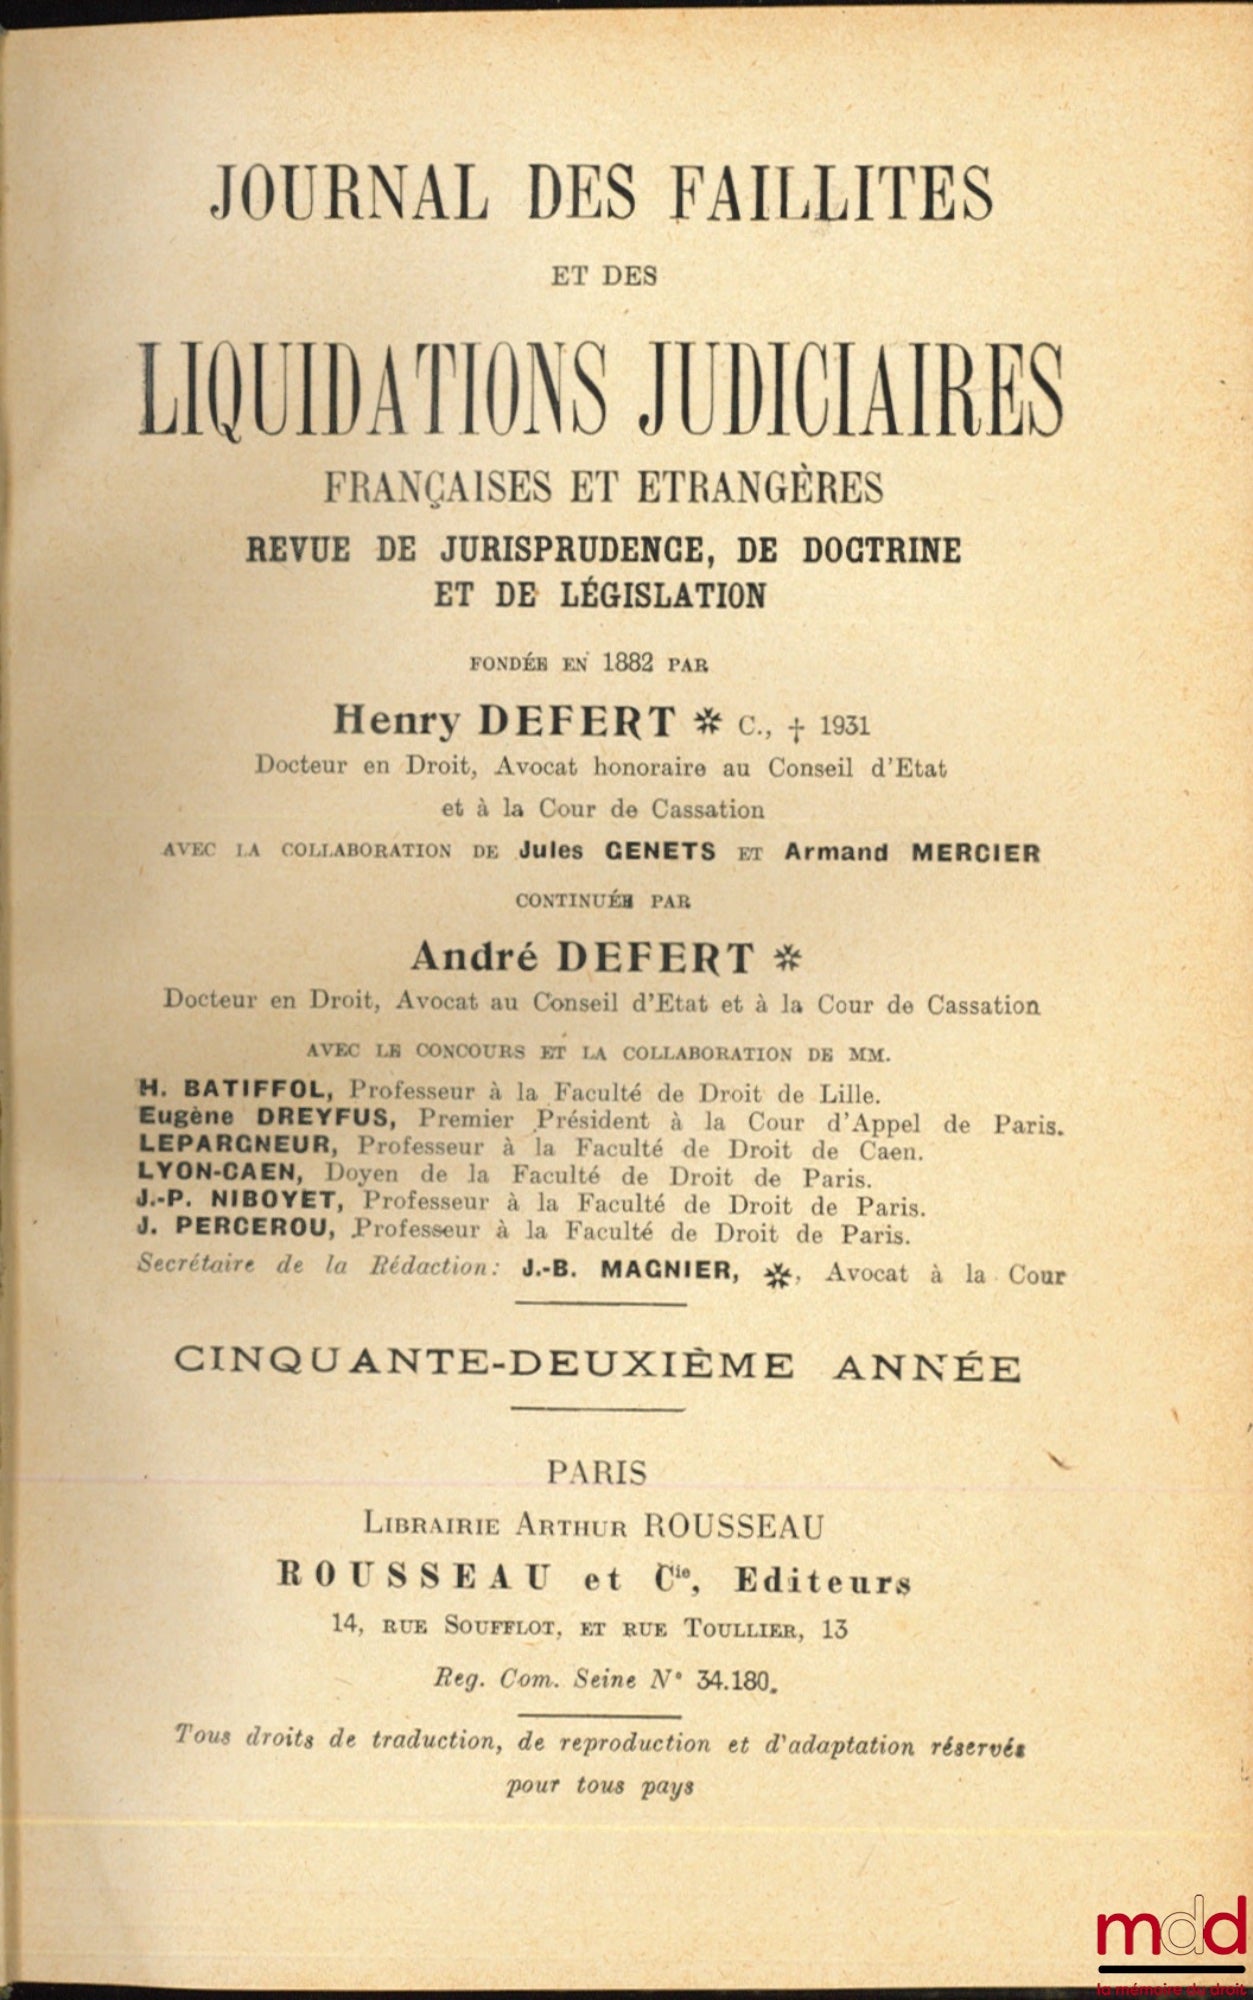 JOURNAL DES FAILLITES
ET DES
LIQUIDATIONS JUDICIAIRES
FRANÇAISES ET ETRANGÈRES
REVUE DE JURISPRUDENCE, DE DOCTRINE
ET DE LÉGISLATION
FONDÉE EN 1882 PAR
Henry DEFERT ✲ C., † 1931
Docteur en Droit, Avocat honoraire au Conseil d'Etat
et à la Cour de Cassation
AVEC LA COLLABORATION DE Jules GENETS ET Armand MERCIER
CONTINUÉE PAR
André DEFERT ✲
Docteur en Droit, Avocat au Conseil d'Etat et à la Cour de Cassation
AVEC LE CONCOURS ET LA COLLABORATION DE MM.
H. BATIFFOL, Professeur à la Faculté de Droit de Lille.
Eugène DREYFUS, Premier Président à la Cour d'Appel de Paris.
LEPARGNEUR, Professeur à la Faculté de Droit de Caen.
LYON-CAEN, Doyen de la Faculté de Droit de Paris.
J.-P. NIBOYET, Professeur à la Faculté de Droit de Paris.
J. PERCEROU, Professeur à la Faculté de Droit de Paris.
Secrétaire de la Rédaction: J.-B. MAGNIER, ✲, Avocat à la Cour
CINQUANTE-DEUXIÈME ANNÉE
PARIS
LIBRAIRIE ARTHUR ROUSSEAU
ROUSSEAU et Cie, Editeurs
14, RUE SOUFFLOT, ET RUE TOULLIER, 13
Reg. Com. Seine N° 34.180.
Tous droits de traduction, de reproduction et d'adaptation réservés
pour tous pays
mdd
la mémoire du droit